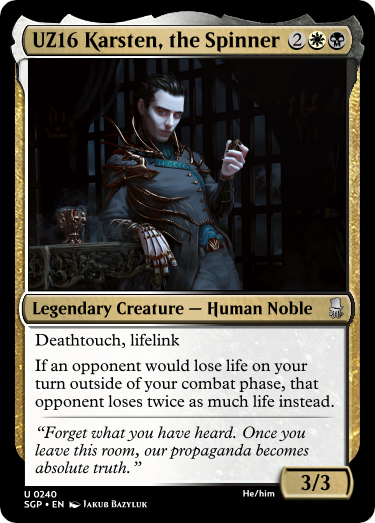 UZ16 Karsten, the Spinner 2
Legendary Creature — Human Noble
Deathtouch, lifelink
If an opponent would lose life on your
turn outside of your combat phase, that
opponent loses twice as much life instead.
“Forget what you have heard. Once you
leave this room, our propaganda becomes
absolute truth.”
3/3
U 0240
SGP • EN Jakub Bazyluk
He/him